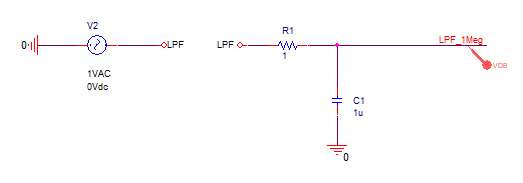 V2
0
LPF
1VAC
0Vdc
LPF
R1
1
LPF_1Meg
VDB
C1
1u
0